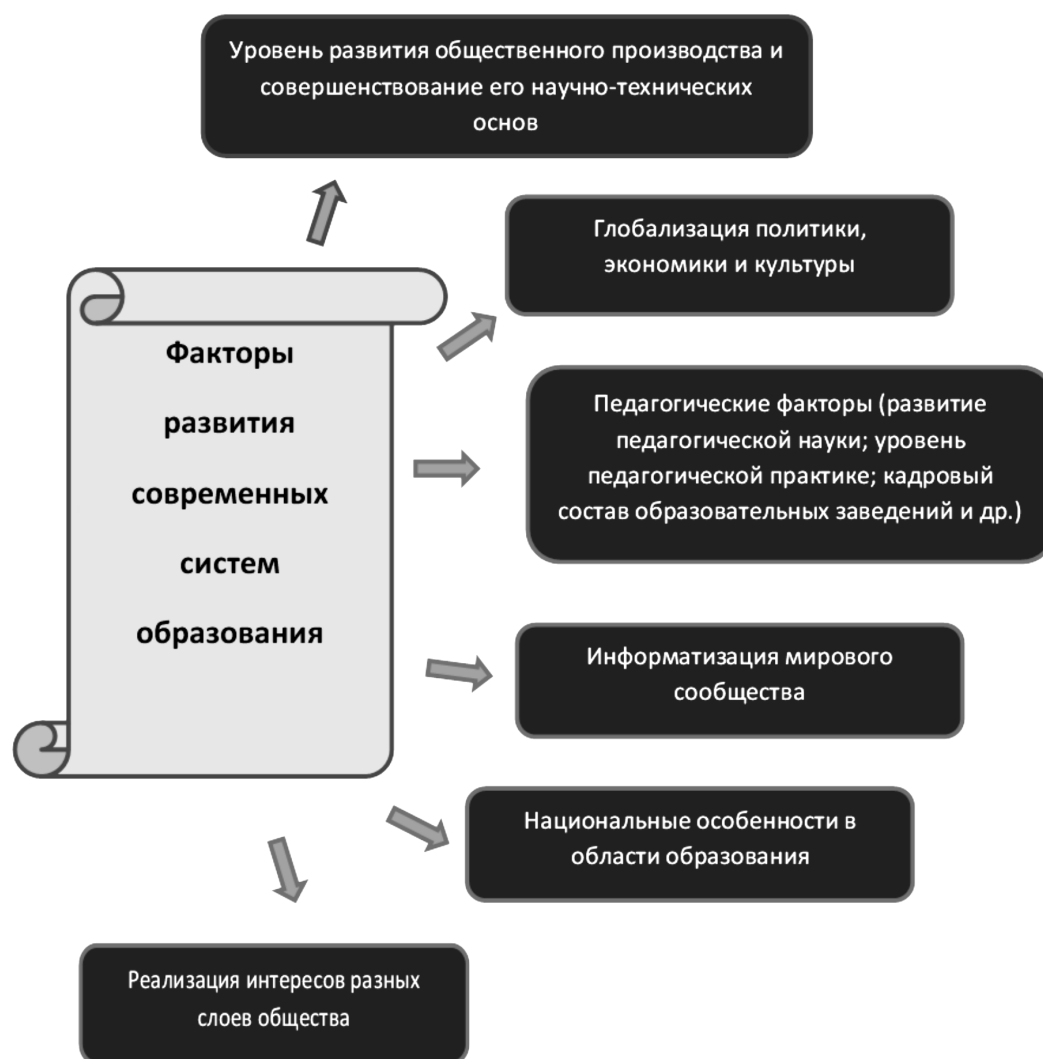 Уровень развития общественного производства и
совершенствование его научно-технических
основ
Глобализация политики,
экономики и культуры
Факторы
развития
современных
систем
образования
Педагогические факторы (развитие
педагогической науки; уровень
педагогической практике; кадровый
состав образовательных заведений и др.)
Информатизация мирового
сообщества
Национальные особенности в
области образования
Реализация интересов разных
слоев общества